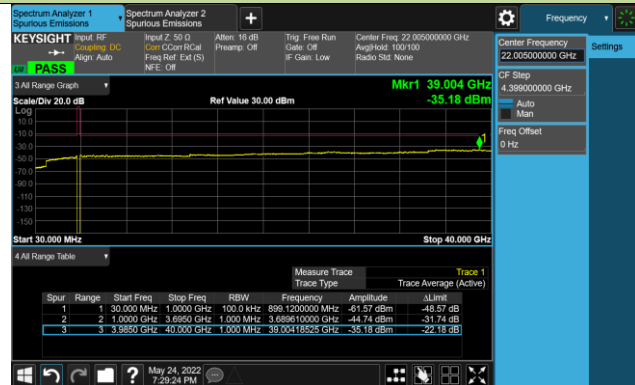 Spectrum Analyzer 1
Spurious Emissions
Spectrum Analyzer 2
Spurious Emissions
+
Frequency
KEYSIGHT
Input: RF
Coupling: DC
Align: Auto
Input Z: 50 Ω
Corr CCorr RCal
Freq Ref: Ext (S)
NFE: Off
Atten: 16 dB
Preamp: Off
Trig: Free Run
Gate: Off
IF Gain: Low
Center Freq: 22.005000000 GHz
Avg|Hold: 100/100
Radio Std: None
PASS
Center Frequency
22.005000000 GHz
Settings
CF Step
4.399000000 GHz
Auto
Man
Freq Offset
0 Hz
3 All Range Graph
Mkr1 39.004 GHz
Scale/Div 20.0 dB
Ref Value 30.00 dBm
-35.18 dBm
Log
10.0
-10.0
-30.0
-50.0
-70.0
-90.0
-110
-130
-150
1
Start 30.000 MHz
Stop 40.000 GHz
4 All Range Table
Measure Trace Trace 1
Trace Type Trace Average (Active)
Spur Range Start Freq Stop Freq RBW Frequency Amplitude ΔLimit
1 1 30.000 MHz 1.0000 GHz 100.0 kHz 899.1200000 MHz -61.57 dBm -48.57 dB
2 2 1.0000 GHz 3.6950 GHz 1.000 MHz 3.689610000 GHz -44.74 dBm -31.74 dB
3 3 3.9850 GHz 40.000 GHz 1.000 MHz 39.00418525 GHz -35.18 dBm -22.18 dB
?
May 24, 2022
7:29:24 PM